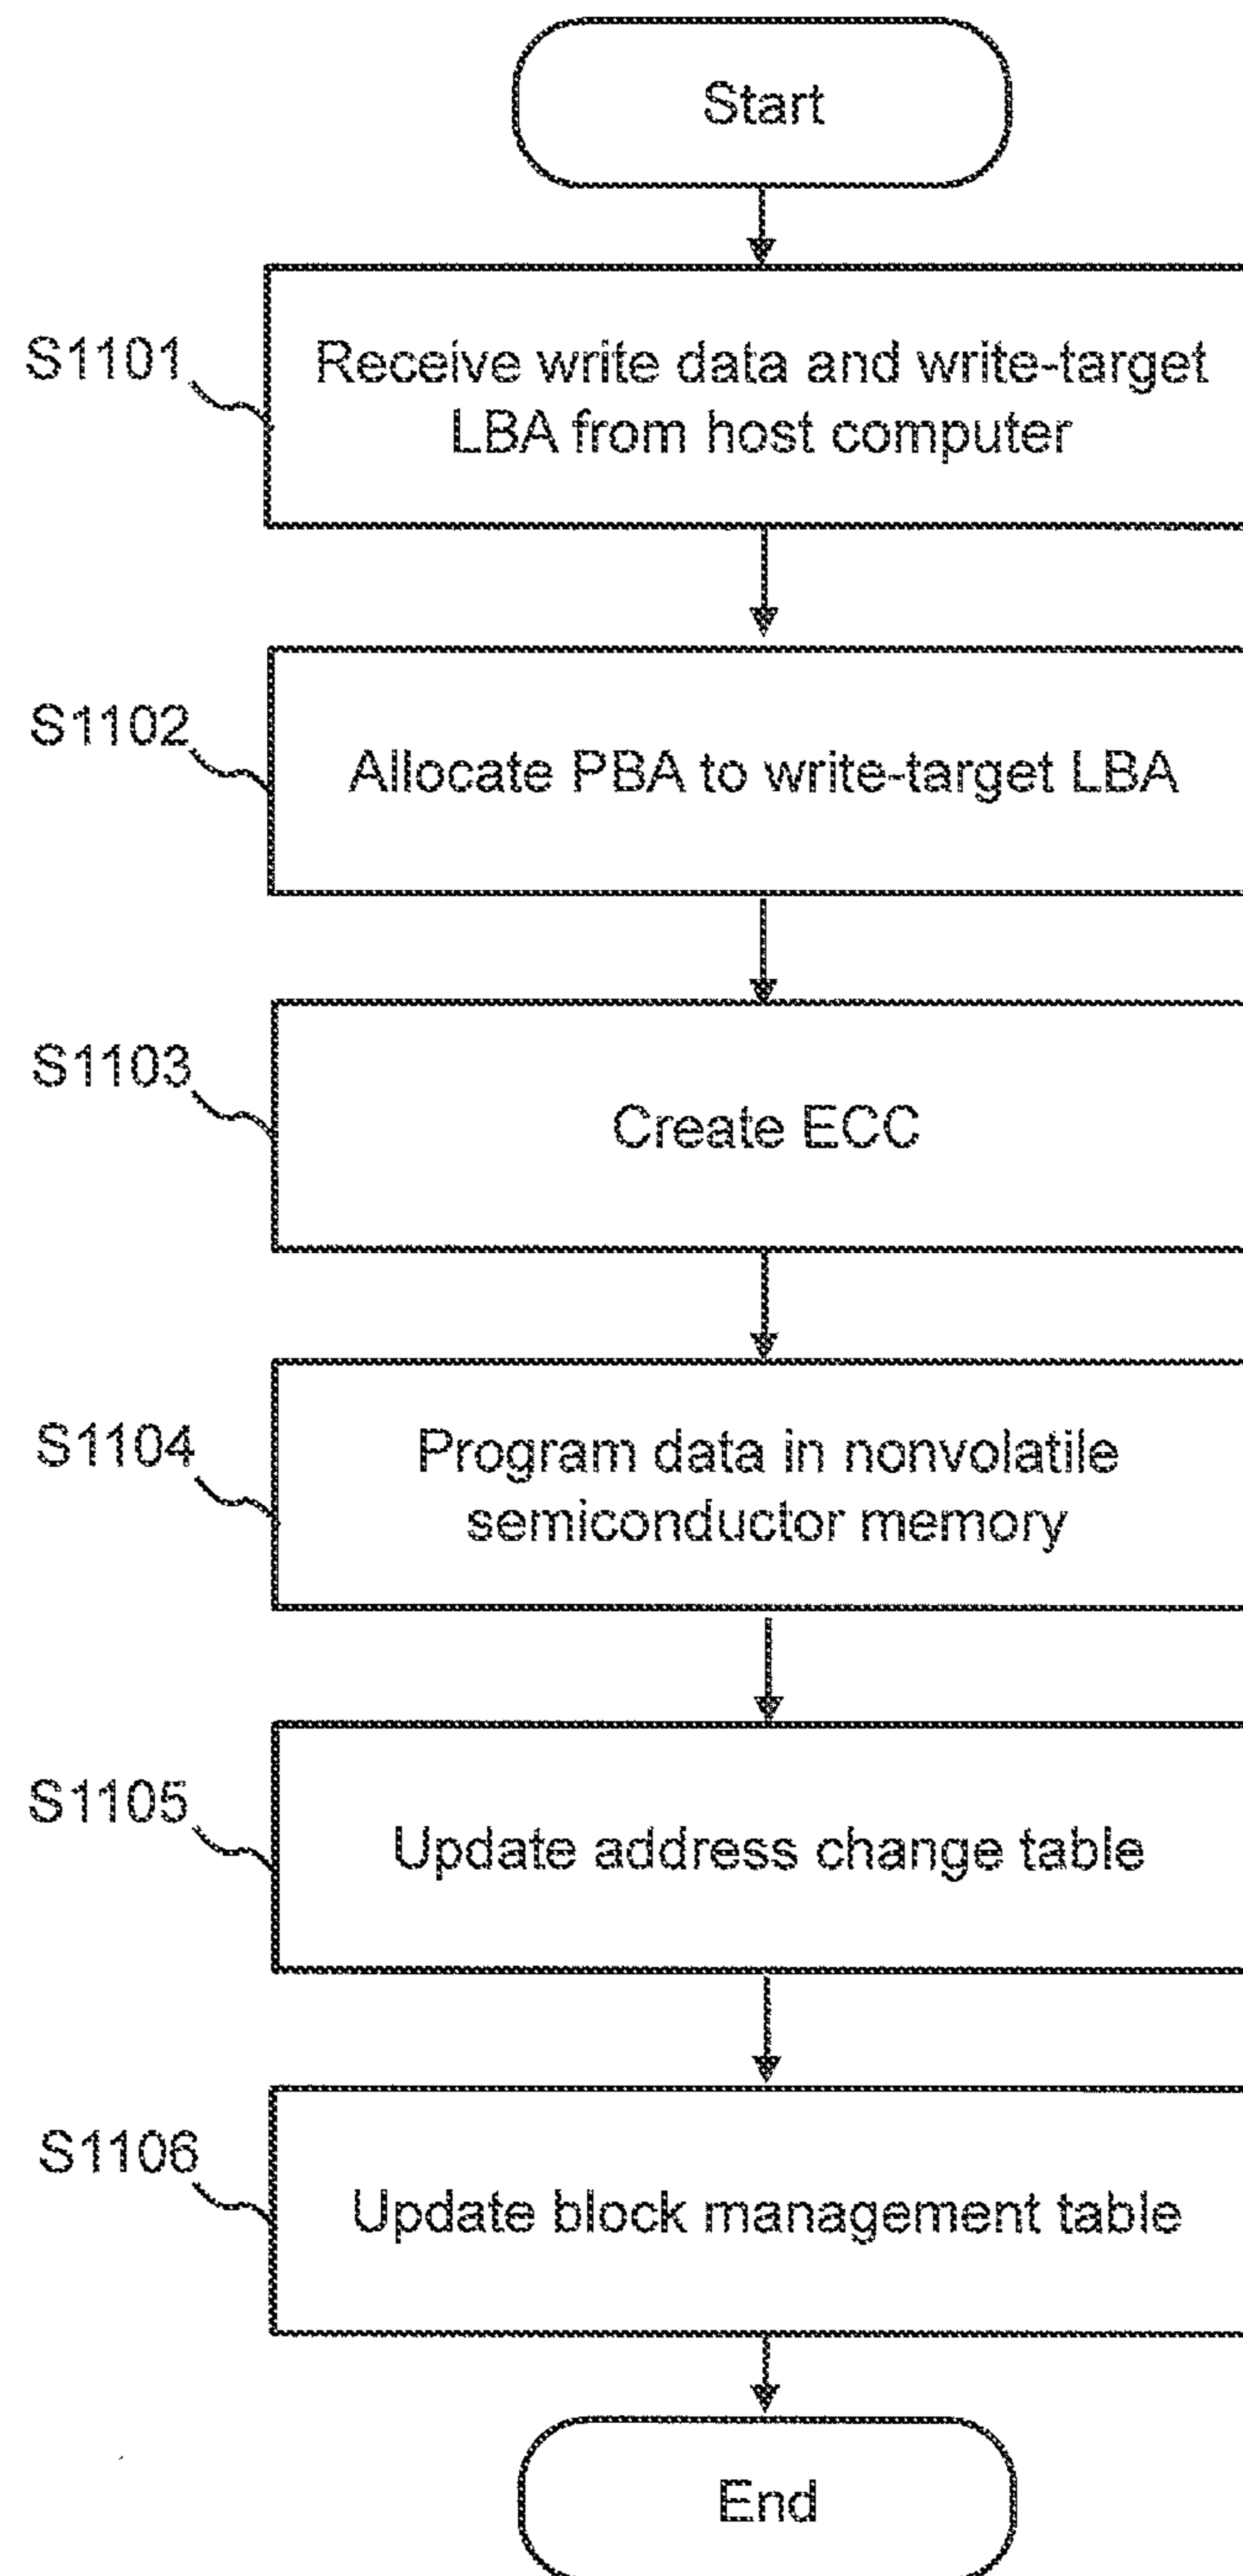 Start
S1101
Receive write data and write-target
LBA from host computer
S1102
Allocate PBA to write-target LBA
S1103
Create ECC
S1104
Program data in nonvolatile
semiconductor memory
S1105
Update address change table
S1106
Update block management table
End